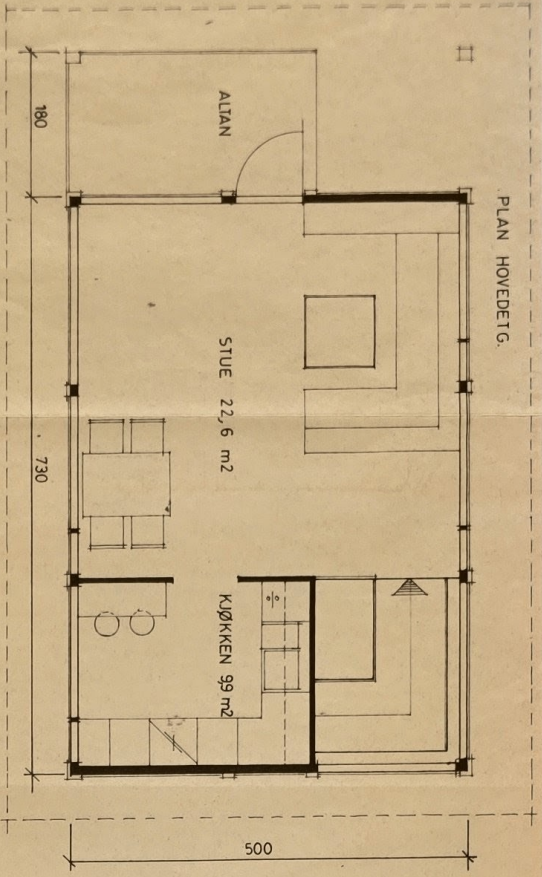 PLAN HOVEDETG.
ALTAN
180
STUE 22,6 m2
730
KJØKKEN 9,9 m2
500